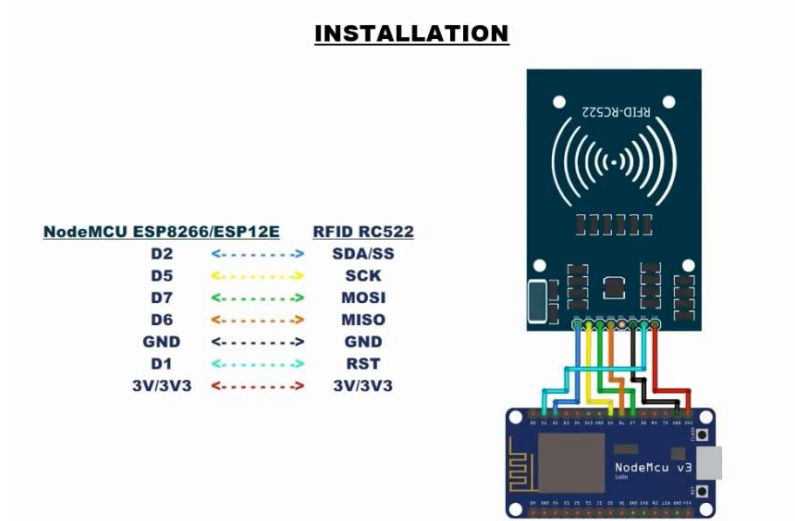 INSTALLATION
RFID-RC522
NodeMCU ESP8266/ESP12E RFID RC522
D2 <--------> SDA/SS
D5 <--------> SCK
D7 <--------> MOSI
D6 <--------> MISO
GND <--------> GND
D1 <--------> RST
3V/3V3 <--------> 3V/3V3
NodeMcu v3
Lolin